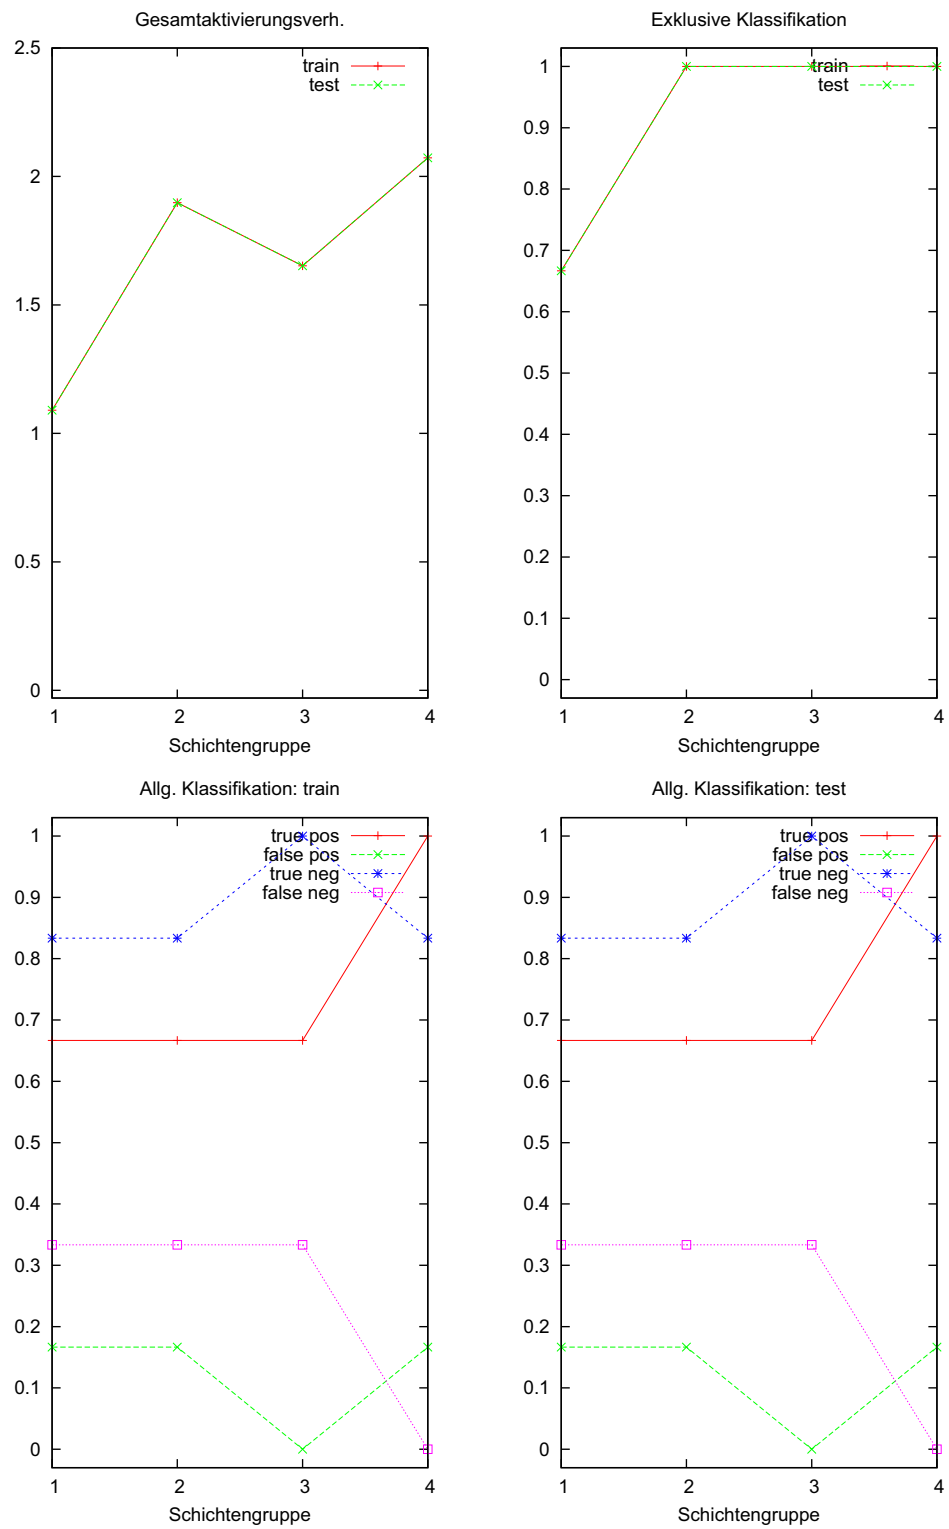 Gesamtaktivierungsverh.
2.5
2
1.5
1
0.5
0
train
test
1 2 3 4
Schichtengruppe
Exklusive Klassifikation
1
0.9
0.8
0.7
0.6
0.5
0.4
0.3
0.2
0.1
0
train
test
1 2 3 4
Schichtengruppe
Allg. Klassifikation: train
1
0.9
0.8
0.7
0.6
0.5
0.4
0.3
0.2
0.1
0
true pos
false pos
true neg
false neg
1 2 3 4
Schichtengruppe
Allg. Klassifikation: test
1
0.9
0.8
0.7
0.6
0.5
0.4
0.3
0.2
0.1
0
true pos
false pos
true neg
false neg
1 2 3 4
Schichtengruppe